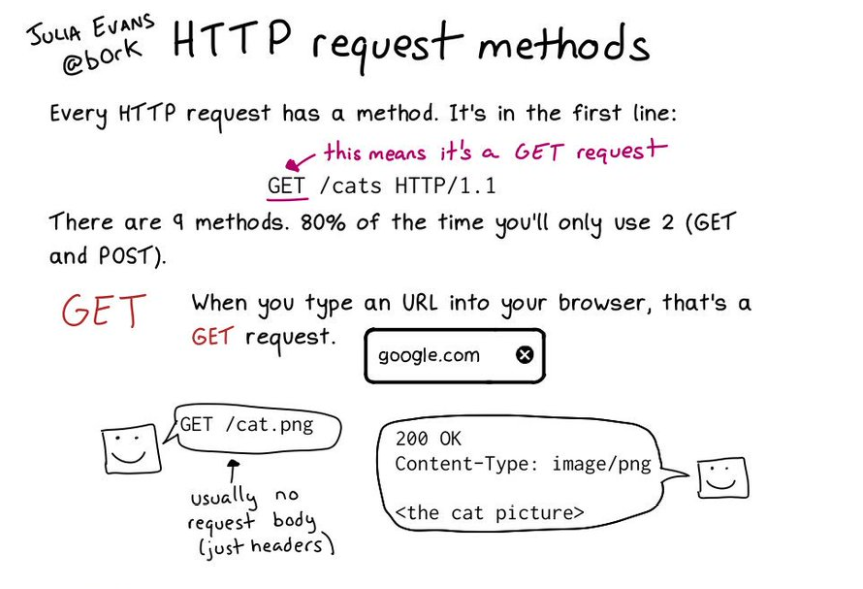 JULIA EVANS
@bork
HTTP request methods
Every HTTP request has a method. It's in the first line:
this means it's a GET request
GET /cats HTTP/1.1
There are 9 methods. 80% of the time you'll only use 2 (GET
and POST).
GET
When you type an URL into your browser, that's a
GET request.
google.com
GET /cat.png
usually no
request body
(just headers)
200 OK
Content-Type: image/png
<the cat picture>